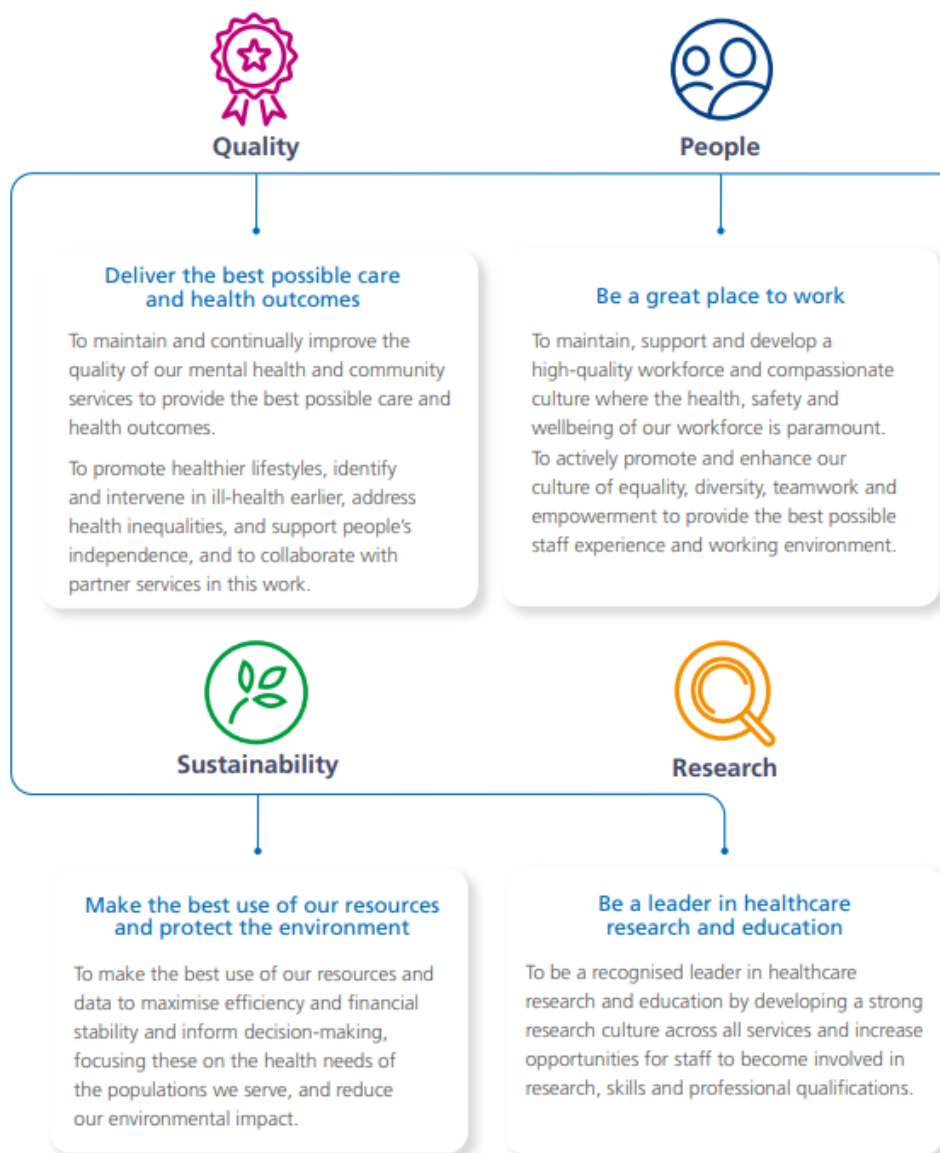 Quality
People
Deliver the best possible care
and health outcomes
To maintain and continually improve the
quality of our mental health and community
services to provide the best possible care and
health outcomes.
To promote healthier lifestyles, identify
and intervene in ill-health earlier, address
health inequalities, and support people's
independence, and to collaborate with
partner services in this work.
Be a great place to work
To maintain, support and develop a
high-quality workforce and compassionate
culture where the health, safety and
wellbeing of our workforce is paramount.
To actively promote and enhance our
culture of equality, diversity, teamwork and
empowerment to provide the best possible
staff experience and working environment.
Sustainability
Research
Make the best use of our resources
and protect the environment
To make the best use of our resources and
data to maximise efficiency and financial
stability and inform decision-making,
focusing these on the health needs of
the populations we serve, and reduce
our environmental impact.
Be a leader in healthcare
research and education
To be a recognised leader in healthcare
research and education by developing a strong
research culture across all services and increase
opportunities for staff to become involved in
research, skills and professional qualifications.